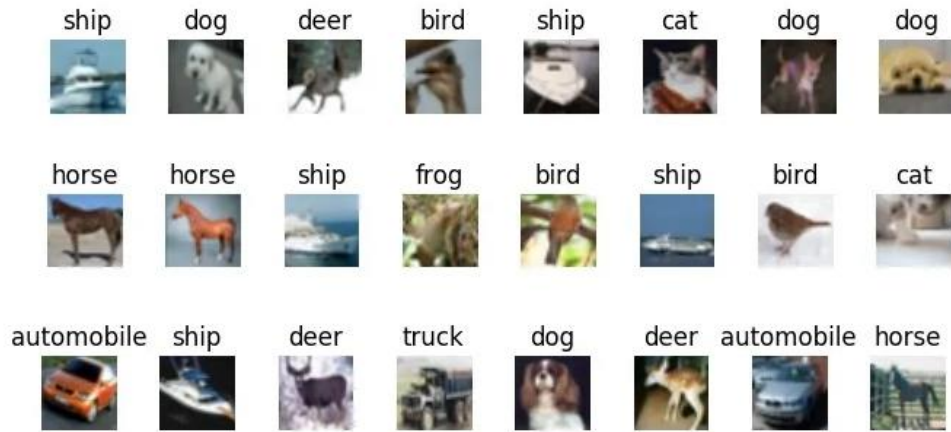 ship dog deer bird ship cat dog dog
horse horse ship frog bird ship bird cat
automobile ship deer truck dog deer automobile horse